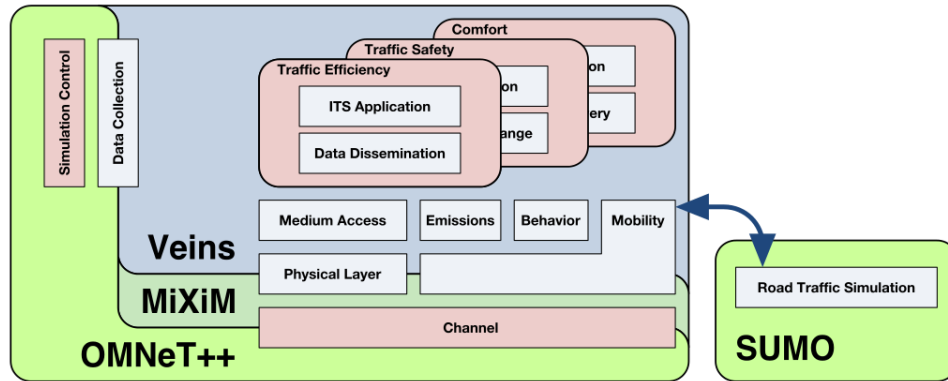 Comfort
Traffic Safety
Traffic Efficiency
on
ery
on
ange
ITS Application
Data Dissemination
Simulation Control
Data Collection
Medium Access
Emissions
Behavior
Mobility
Veins
Physical Layer
MiXiM
Channel
OMNeT++
Road Traffic Simulation
SUMO